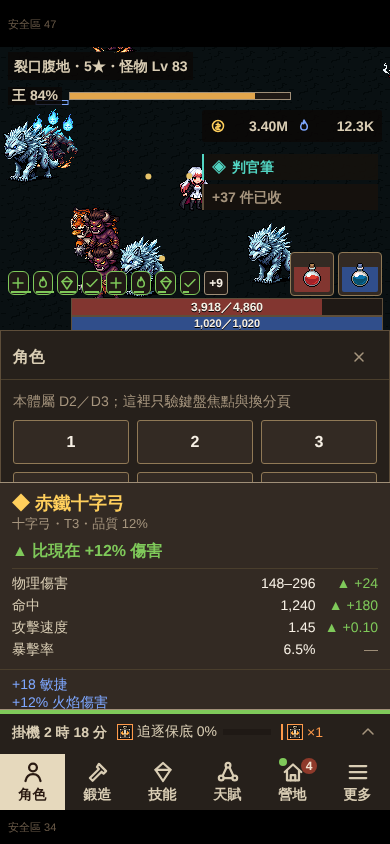 安全區 47
裂口腹地・5★・怪物 Lv 83
王 84%
3.40M 12.3K
◈ 判官筆
+37 件已收
+9
3,918／4,860
1,020／1,020
角色 ×
本體屬 D2／D3；這裡只驗鍵盤焦點與換分頁
1 2 3
◆ 赤鐵十字弓
十字弓・T3・品質 12%
▲ 比現在 +12% 傷害
物理傷害 148–296 ▲ +24
命中 1,240 ▲ +180
攻擊速度 1.45 ▲ +0.10
暴擊率 6.5% —
+18 敏捷
+12% 火焰傷害
掛機 2 時 18 分 追逐保底 0% ×1
4
角色 鍛造 技能 天賦 營地 更多
安全區 34